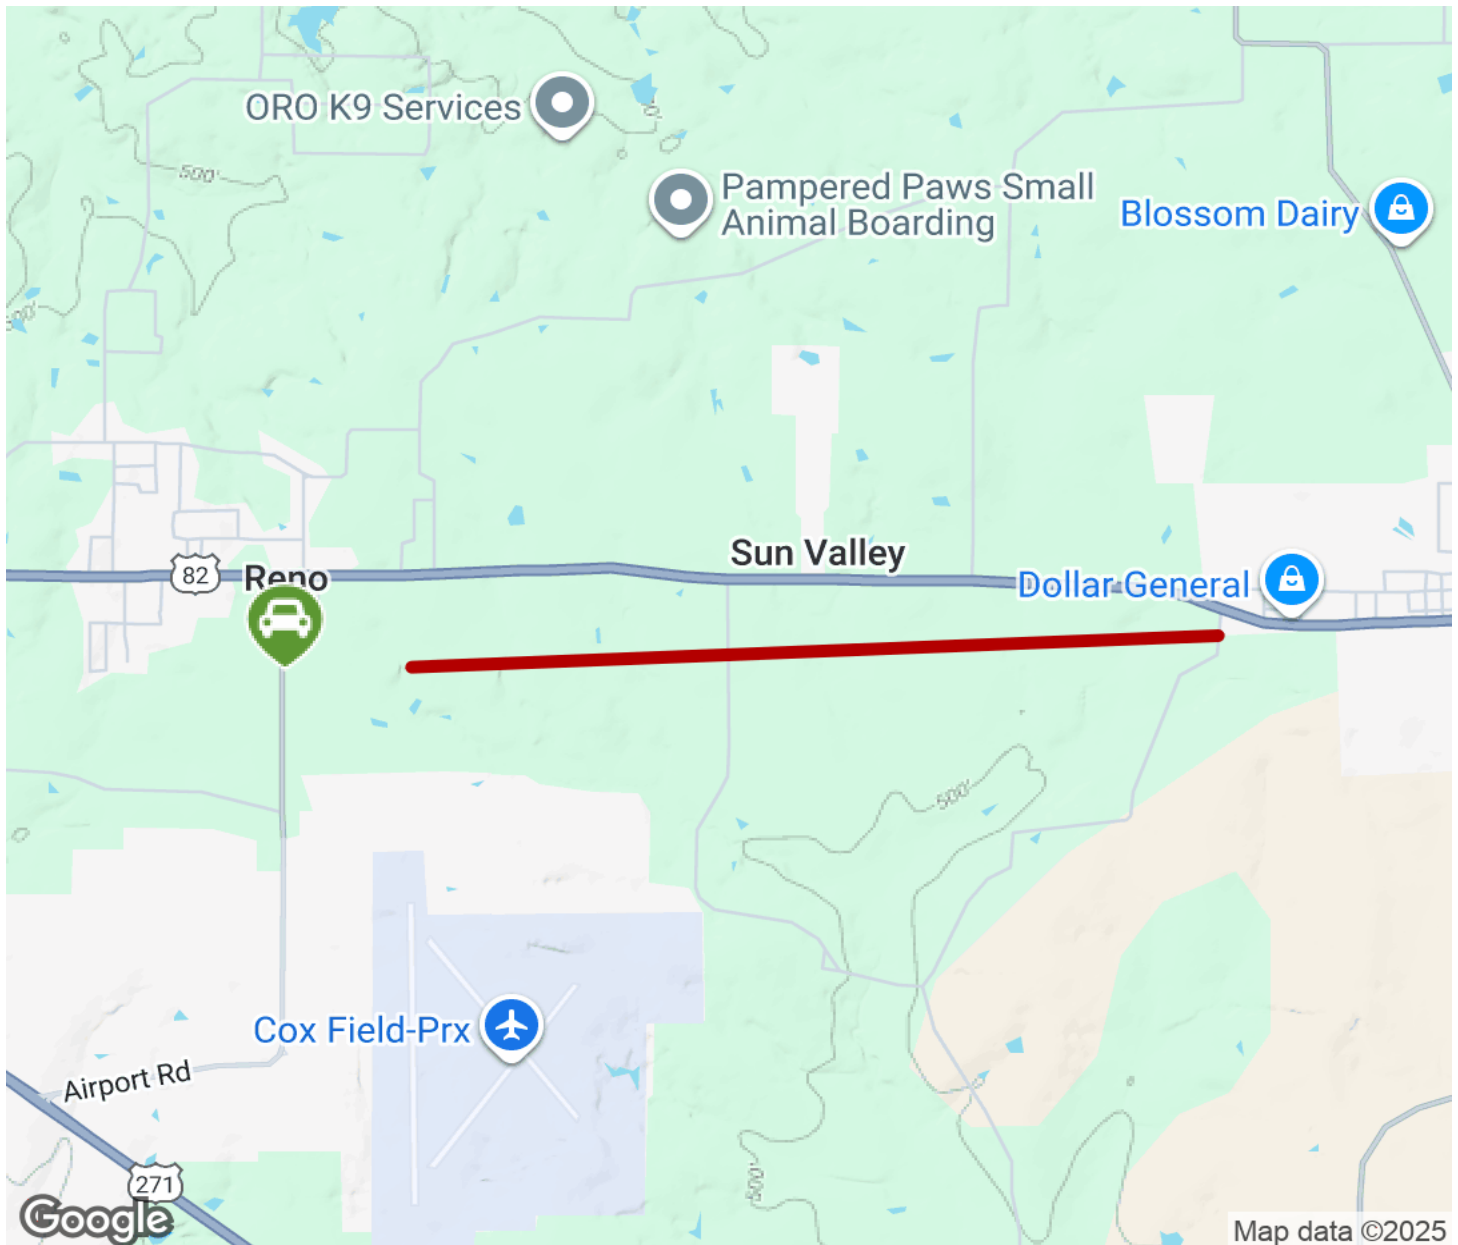 ORO K9 Services
Pampered Paws Small
Animal Boarding
Blossom Dairy
500'
Sun Valley
82
Reno
Dollar General
500'
Cox Field-Prx
Airport Rd
271
500'
Google
Map data ©2025